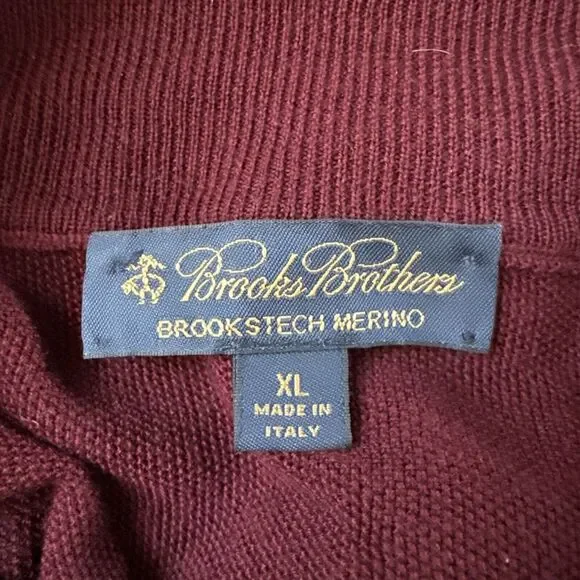 Brooks Brothers
BROOKSTECH MERINO
XL
MADE IN
ITALY